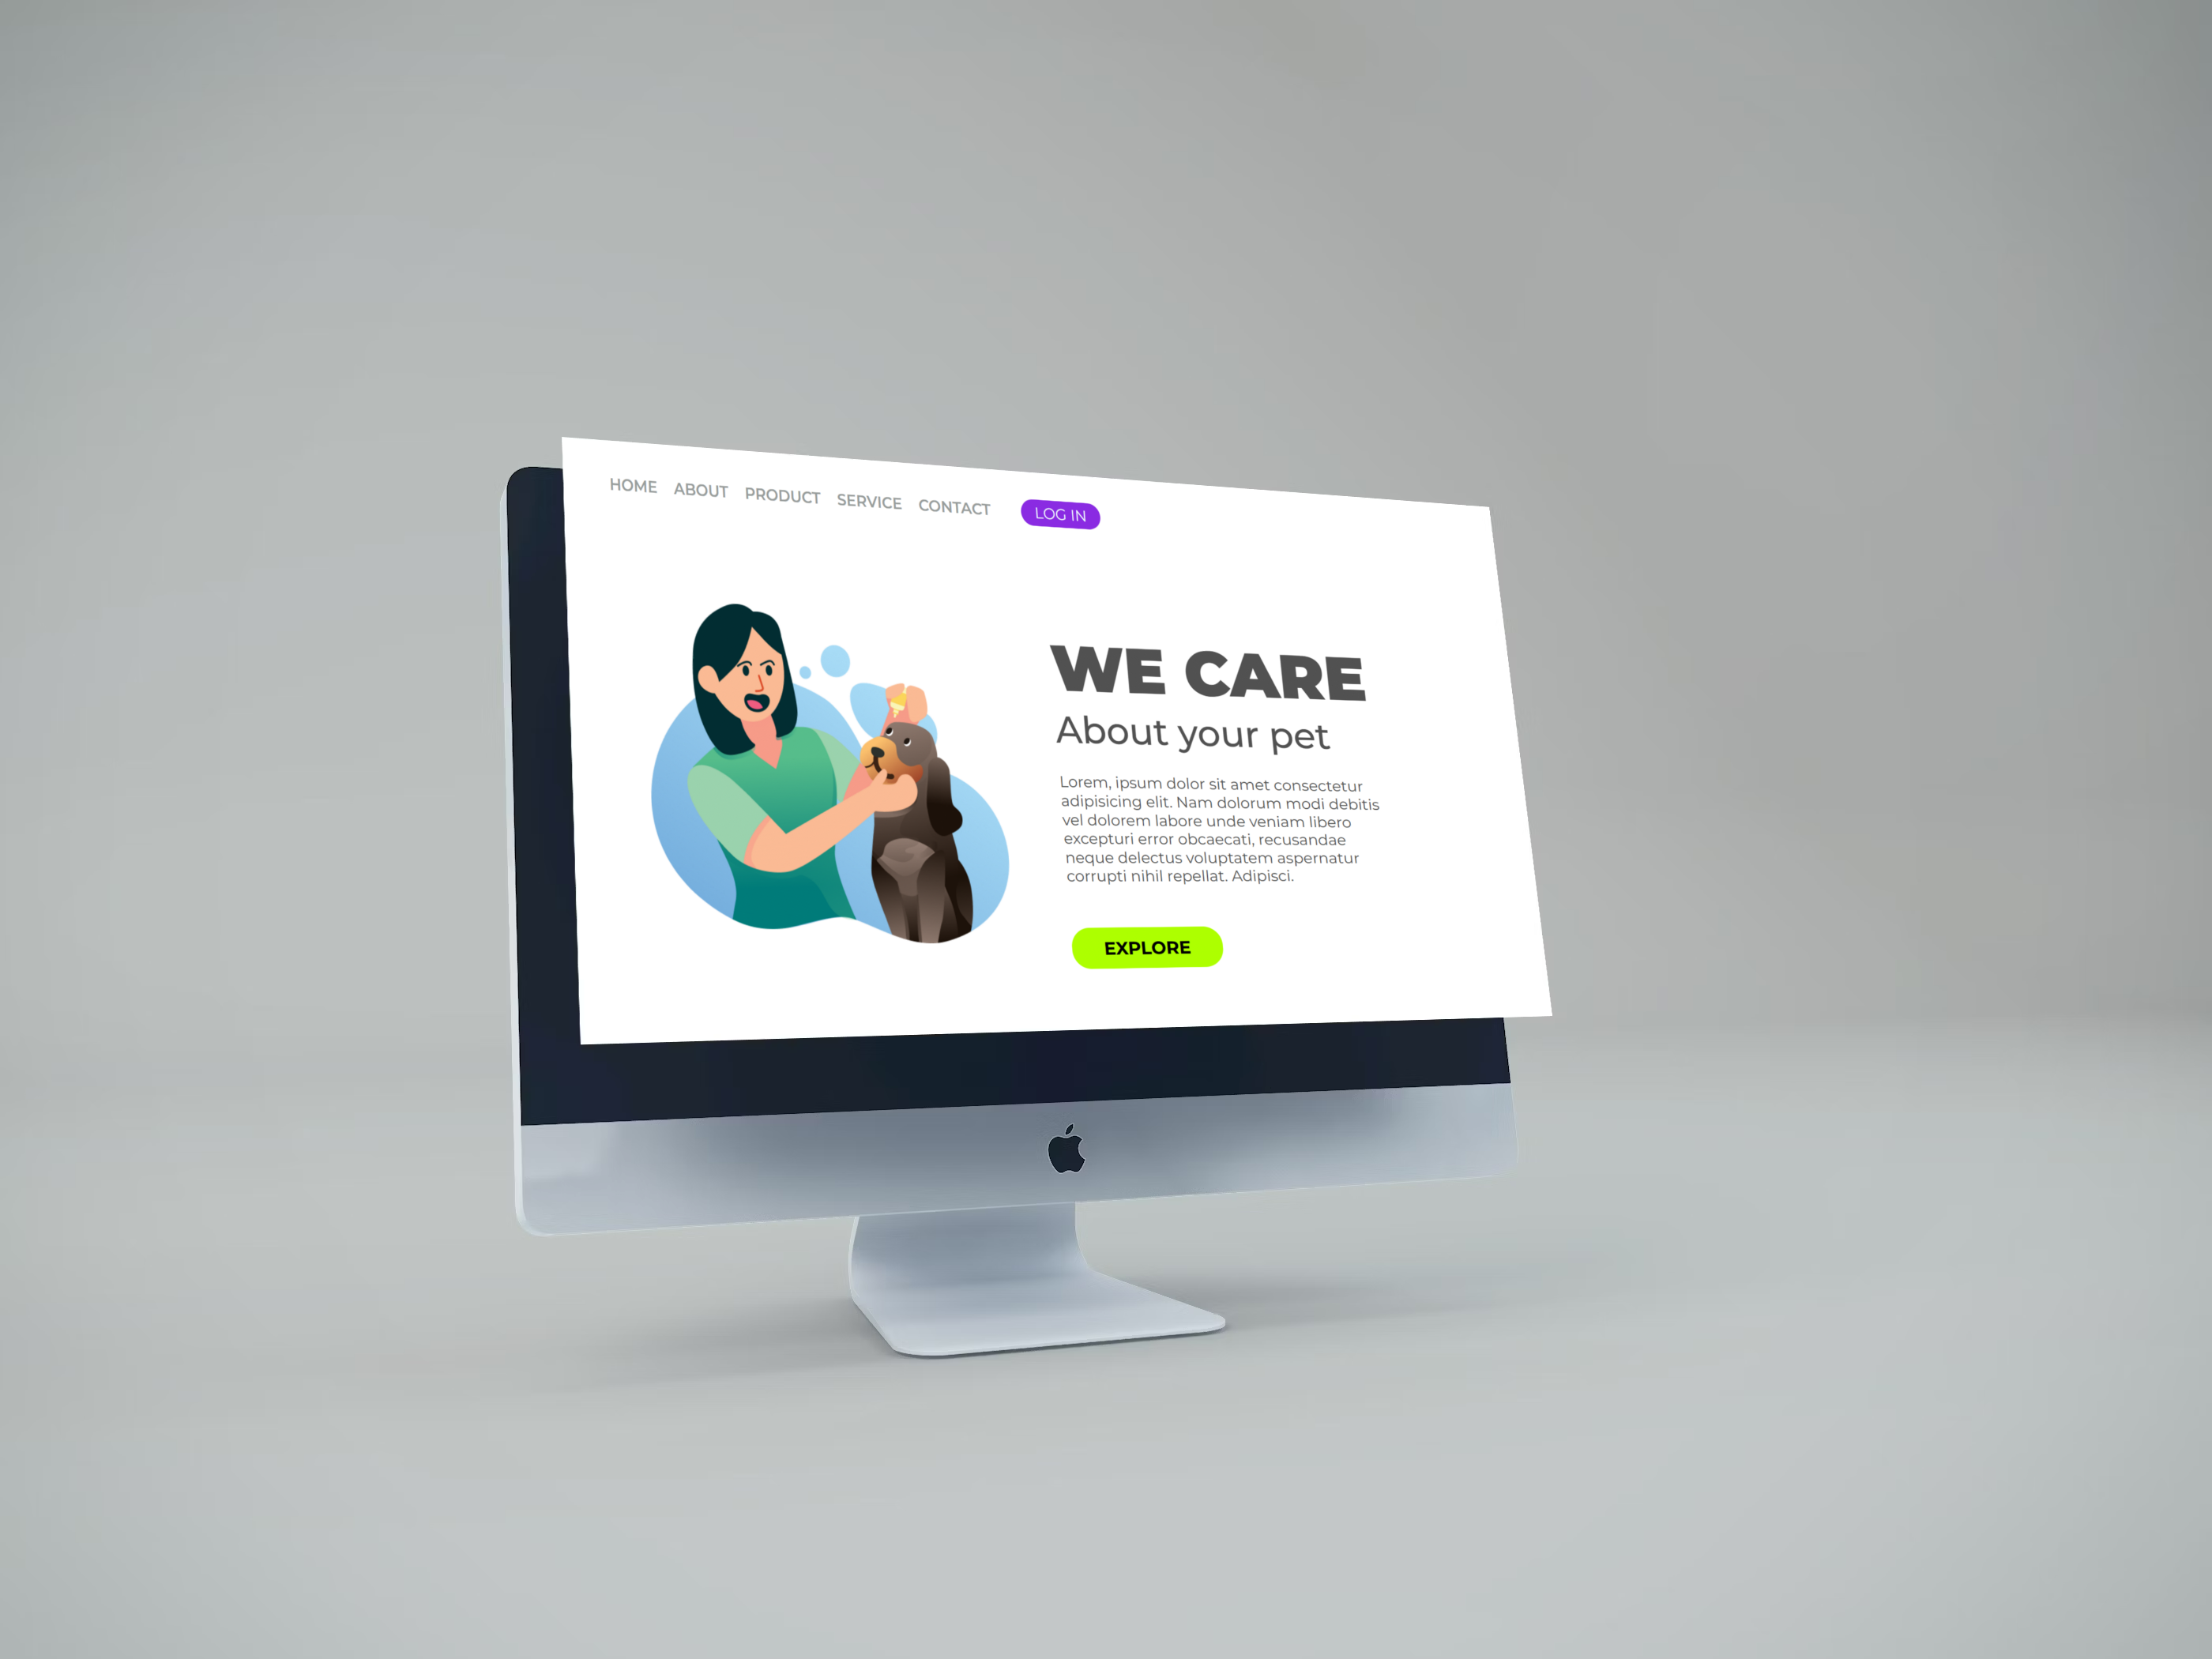 HOME ABOUT PRODUCT SERVICE CONTACT LOG IN
WE CARE
About your pet
Lorem, ipsum dolor sit amet consectetur
adipisicing elit. Nam dolorum modi debitis
vel dolorem labore unde veniam libero
excepturi error obcaecati, recusandae
neque delectus voluptatem aspernatur
corrupti nihil repellat. Adipisci.
EXPLORE